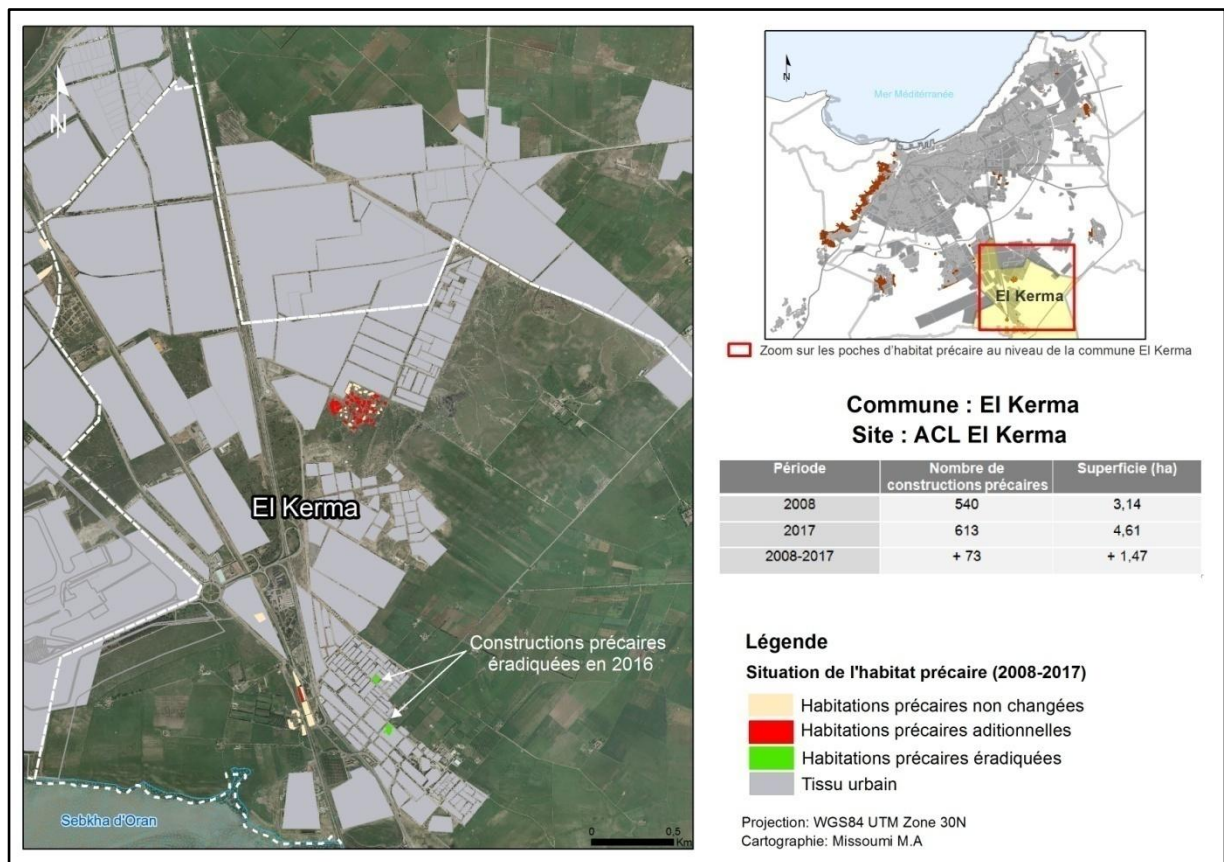 N
El Kerma
Constructions précaires
éradiquées en 2016
Sebkha d'Oran
0 0,5
Km
N
Mer Méditérranée
El Kerma
Zoom sur les poches d'habitat précaire au niveau de la commune El Kerma
Commune : El Kerma
Site : ACL El Kerma
Période Nombre de constructions précaires Superficie (ha)
2008 540 3,14
2017 613 4,61
2008-2017 + 73 + 1,47
Légende
Situation de l'habitat précaire (2008-2017)
Habitations précaires non changées
Habitations précaires aditionnelles
Habitations précaires éradiquées
Tissu urbain
Projection: WGS84 UTM Zone 30N
Cartographie: Missoumi M.A